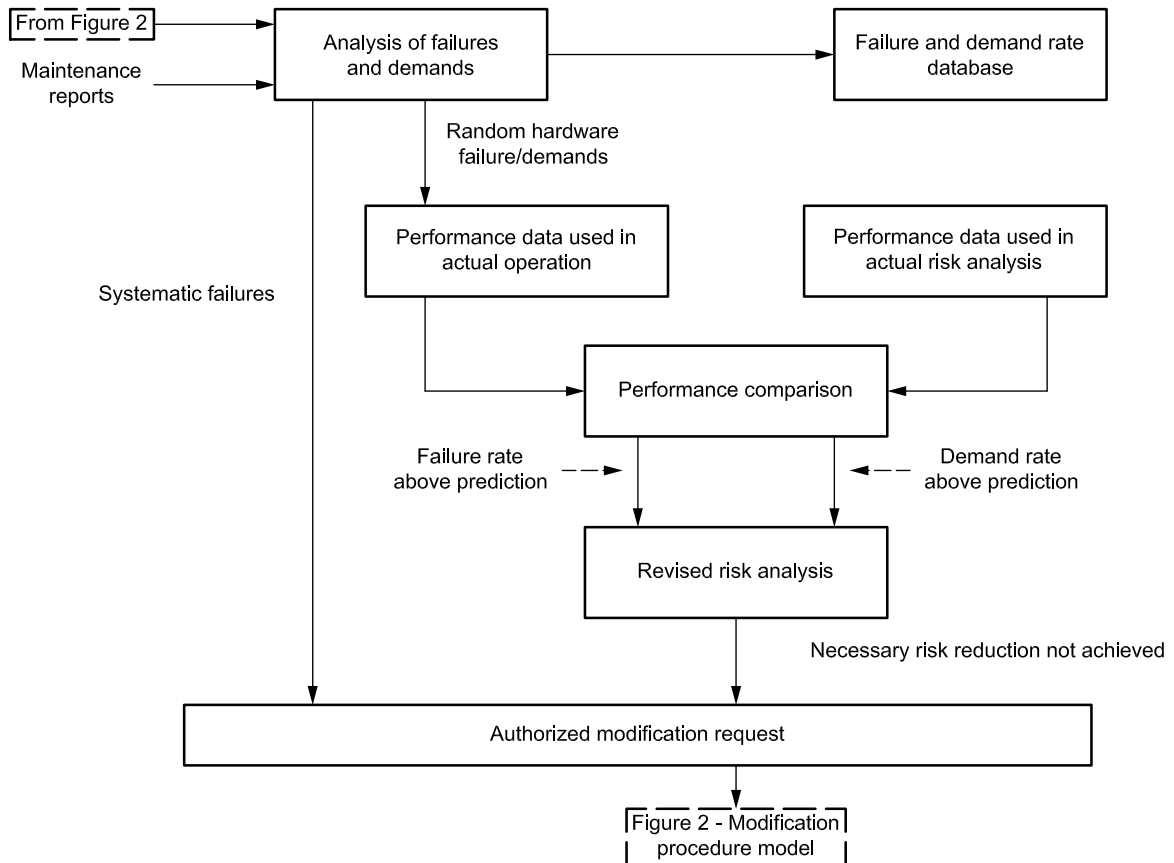 From Figure 2
Maintenance
reports
Analysis of failures
and demands
Failure and demand rate
database
Random hardware
failure/demands
Performance data used in
actual operation
Performance data used in
actual risk analysis
Systematic failures
Performance comparison
Failure rate
above prediction
Demand rate
above prediction
Revised risk analysis
Necessary risk reduction not achieved
Authorized modification request
Figure 2 - Modification
procedure model